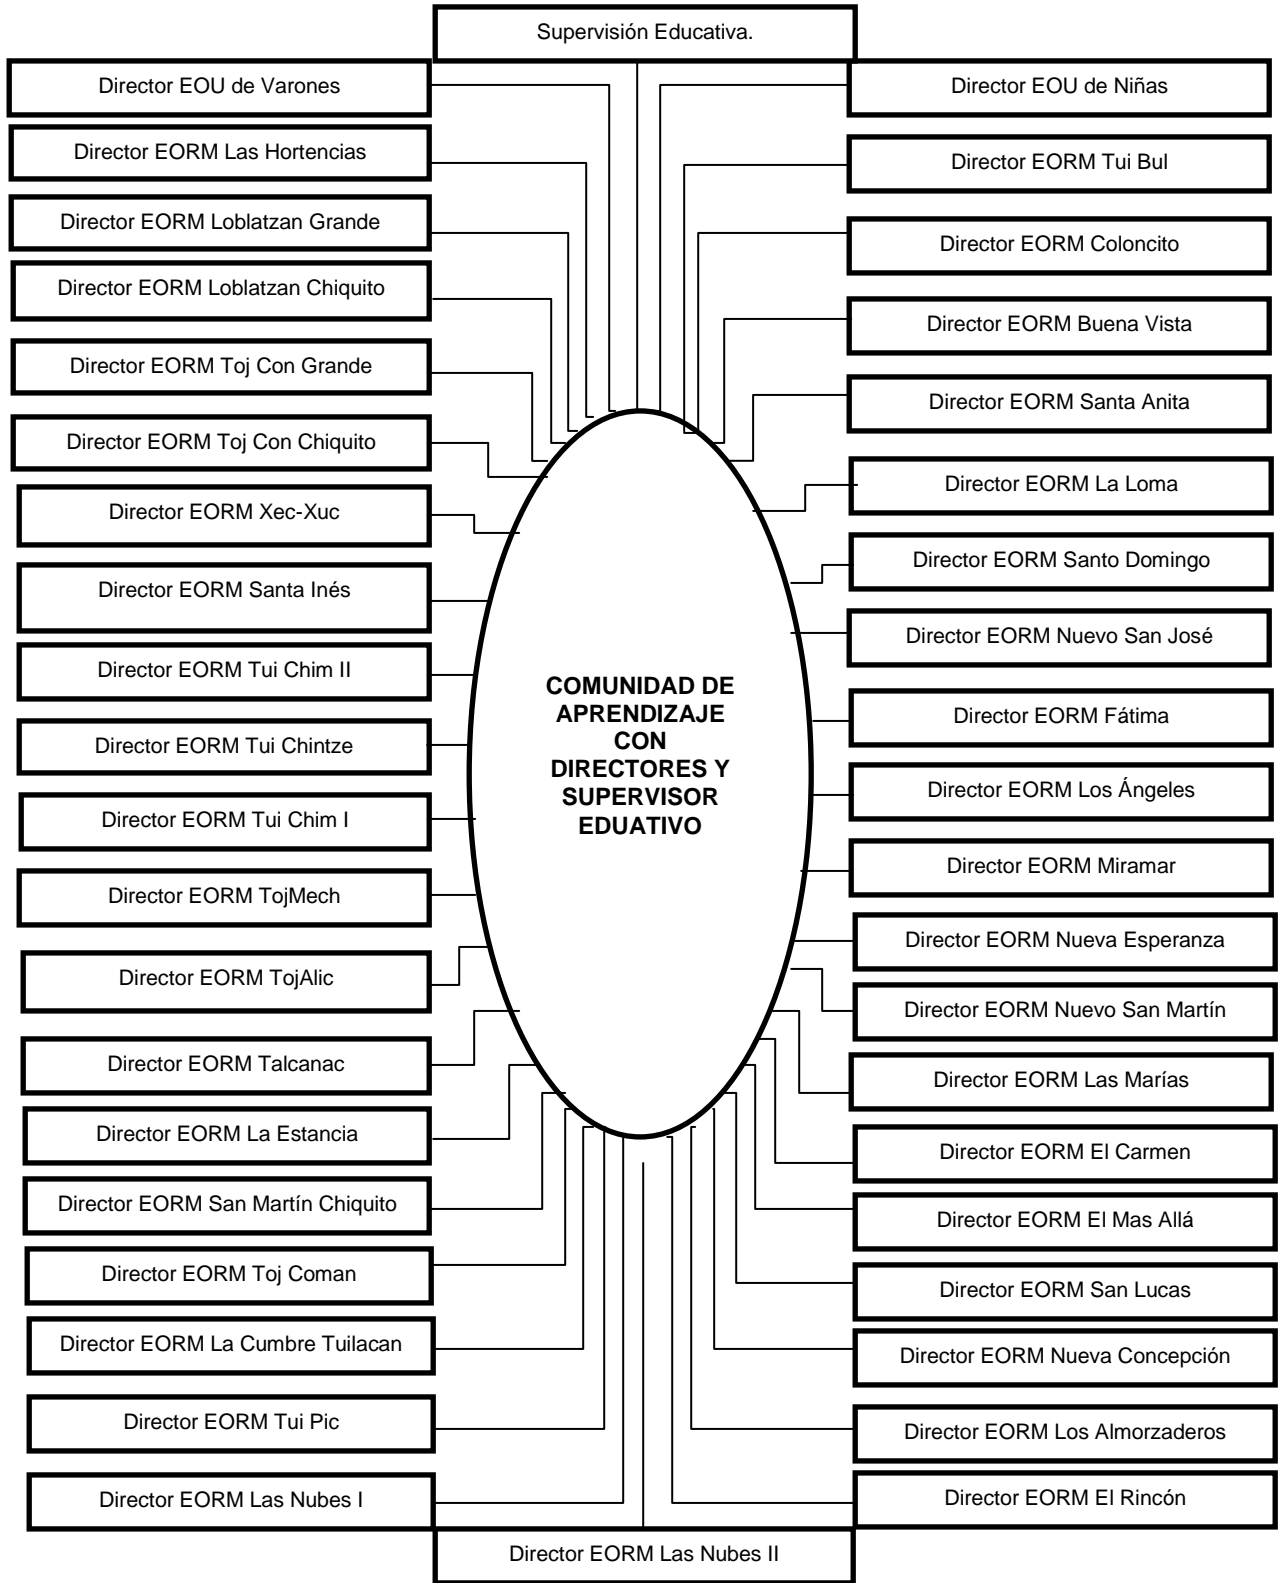 Supervisión Educativa.
Director EOU de Varones
Director EORM Las Hortencias
Director EORM Loblatzan Grande
Director EORM Loblatzan Chiquito
Director EORM Toj Con Grande
Director EORM Toj Con Chiquito
Director EORM Xec-Xuc
Director EORM Santa Inés
Director EORM Tui Chim II
Director EORM Tui Chintze
Director EORM Tui Chim I
Director EORM TojMech
Director EORM TojAlic
Director EORM Talcanac
Director EORM La Estancia
Director EORM San Martín Chiquito
Director EORM Toj Coman
Director EORM La Cumbre Tuilacan
Director EORM Tui Pic
Director EORM Las Nubes I
COMUNIDAD DE
APRENDIZAJE
CON
DIRECTORES Y
SUPERVISOR
EDUATIVO
Director EOU de Niñas
Director EORM Tui Bul
Director EORM Coloncito
Director EORM Buena Vista
Director EORM Santa Anita
Director EORM La Loma
Director EORM Santo Domingo
Director EORM Nuevo San José
Director EORM Fátima
Director EORM Los Ángeles
Director EORM Miramar
Director EORM Nueva Esperanza
Director EORM Nuevo San Martín
Director EORM Las Marías
Director EORM El Carmen
Director EORM El Mas Allá
Director EORM San Lucas
Director EORM Nueva Concepción
Director EORM Los Almorzaderos
Director EORM El Rincón
Director EORM Las Nubes II